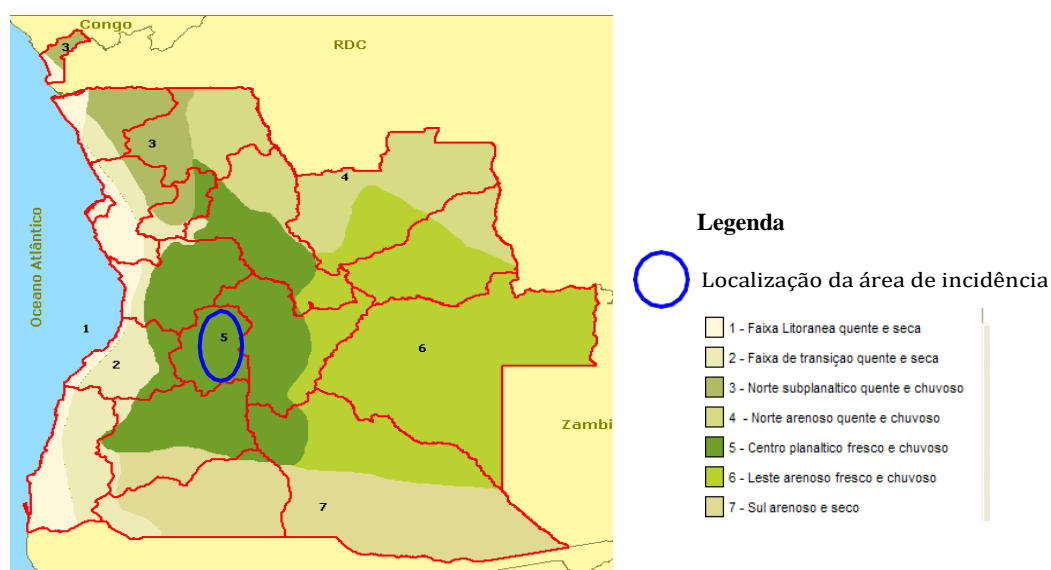 Congo
3
RDC
3
4
Oceano Atlântico
1
2
5
6
Zambi
7
Legenda
Localização da área de incidência
1 - Faixa Litoranea quente e seca
2 - Faixa de transiçao quente e seca
3 - Norte subplanaltico quente e chuvoso
4 - Norte arenoso quente e chuvoso
5 - Centro planaltico fresco e chuvoso
6 - Leste arenoso fresco e chuvoso
7 - Sul arenoso e seco